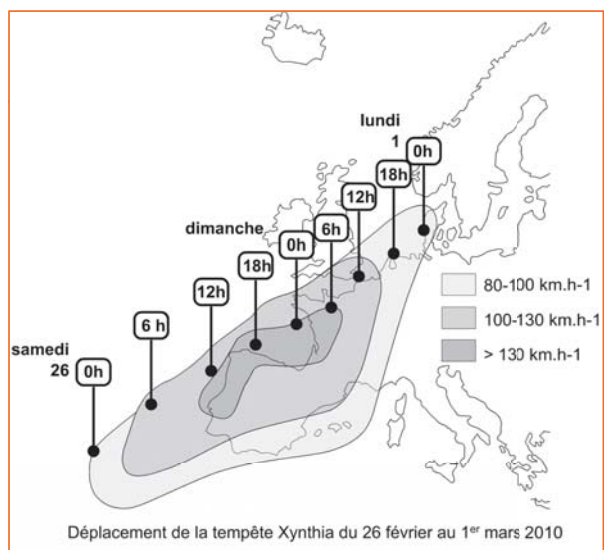 lundi
1
0h
18h
12h
dimanche
6h
0h
18h
12h
6 h
samedi
26
0h
80-100 km.h-1
100-130 km.h-1
> 130 km.h-1
Déplacement de la tempête Xynthia du 26 février au 1er mars 2010